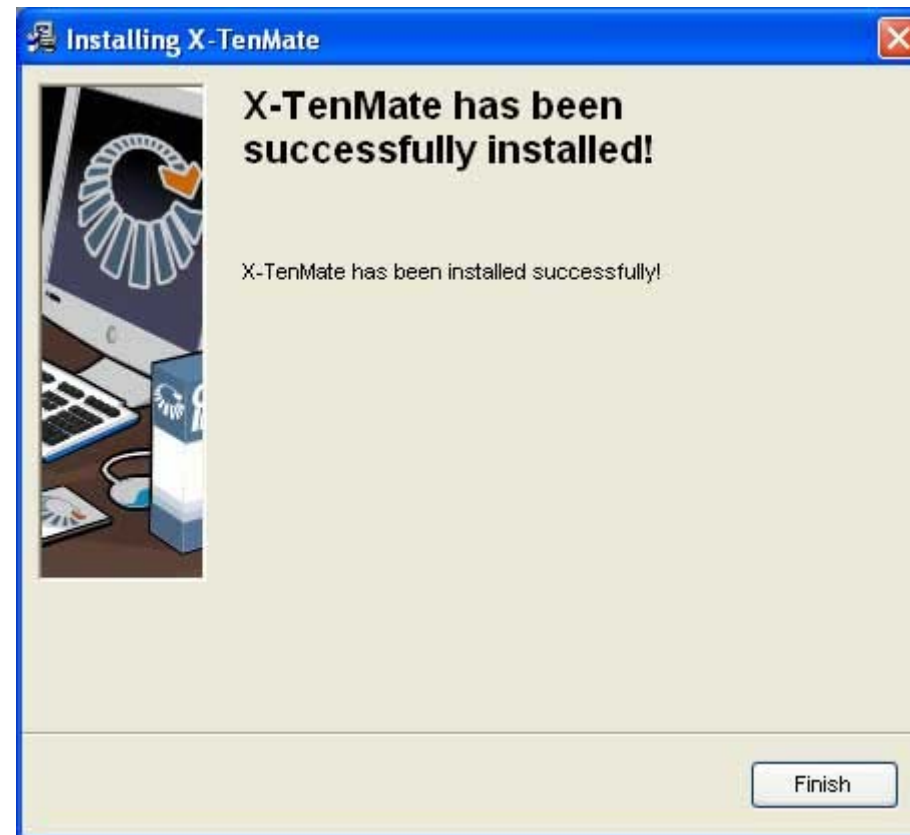 Installing X-TenMate
X-TenMate has been
successfully installed!
X-TenMate has been installed successfully!
Finish